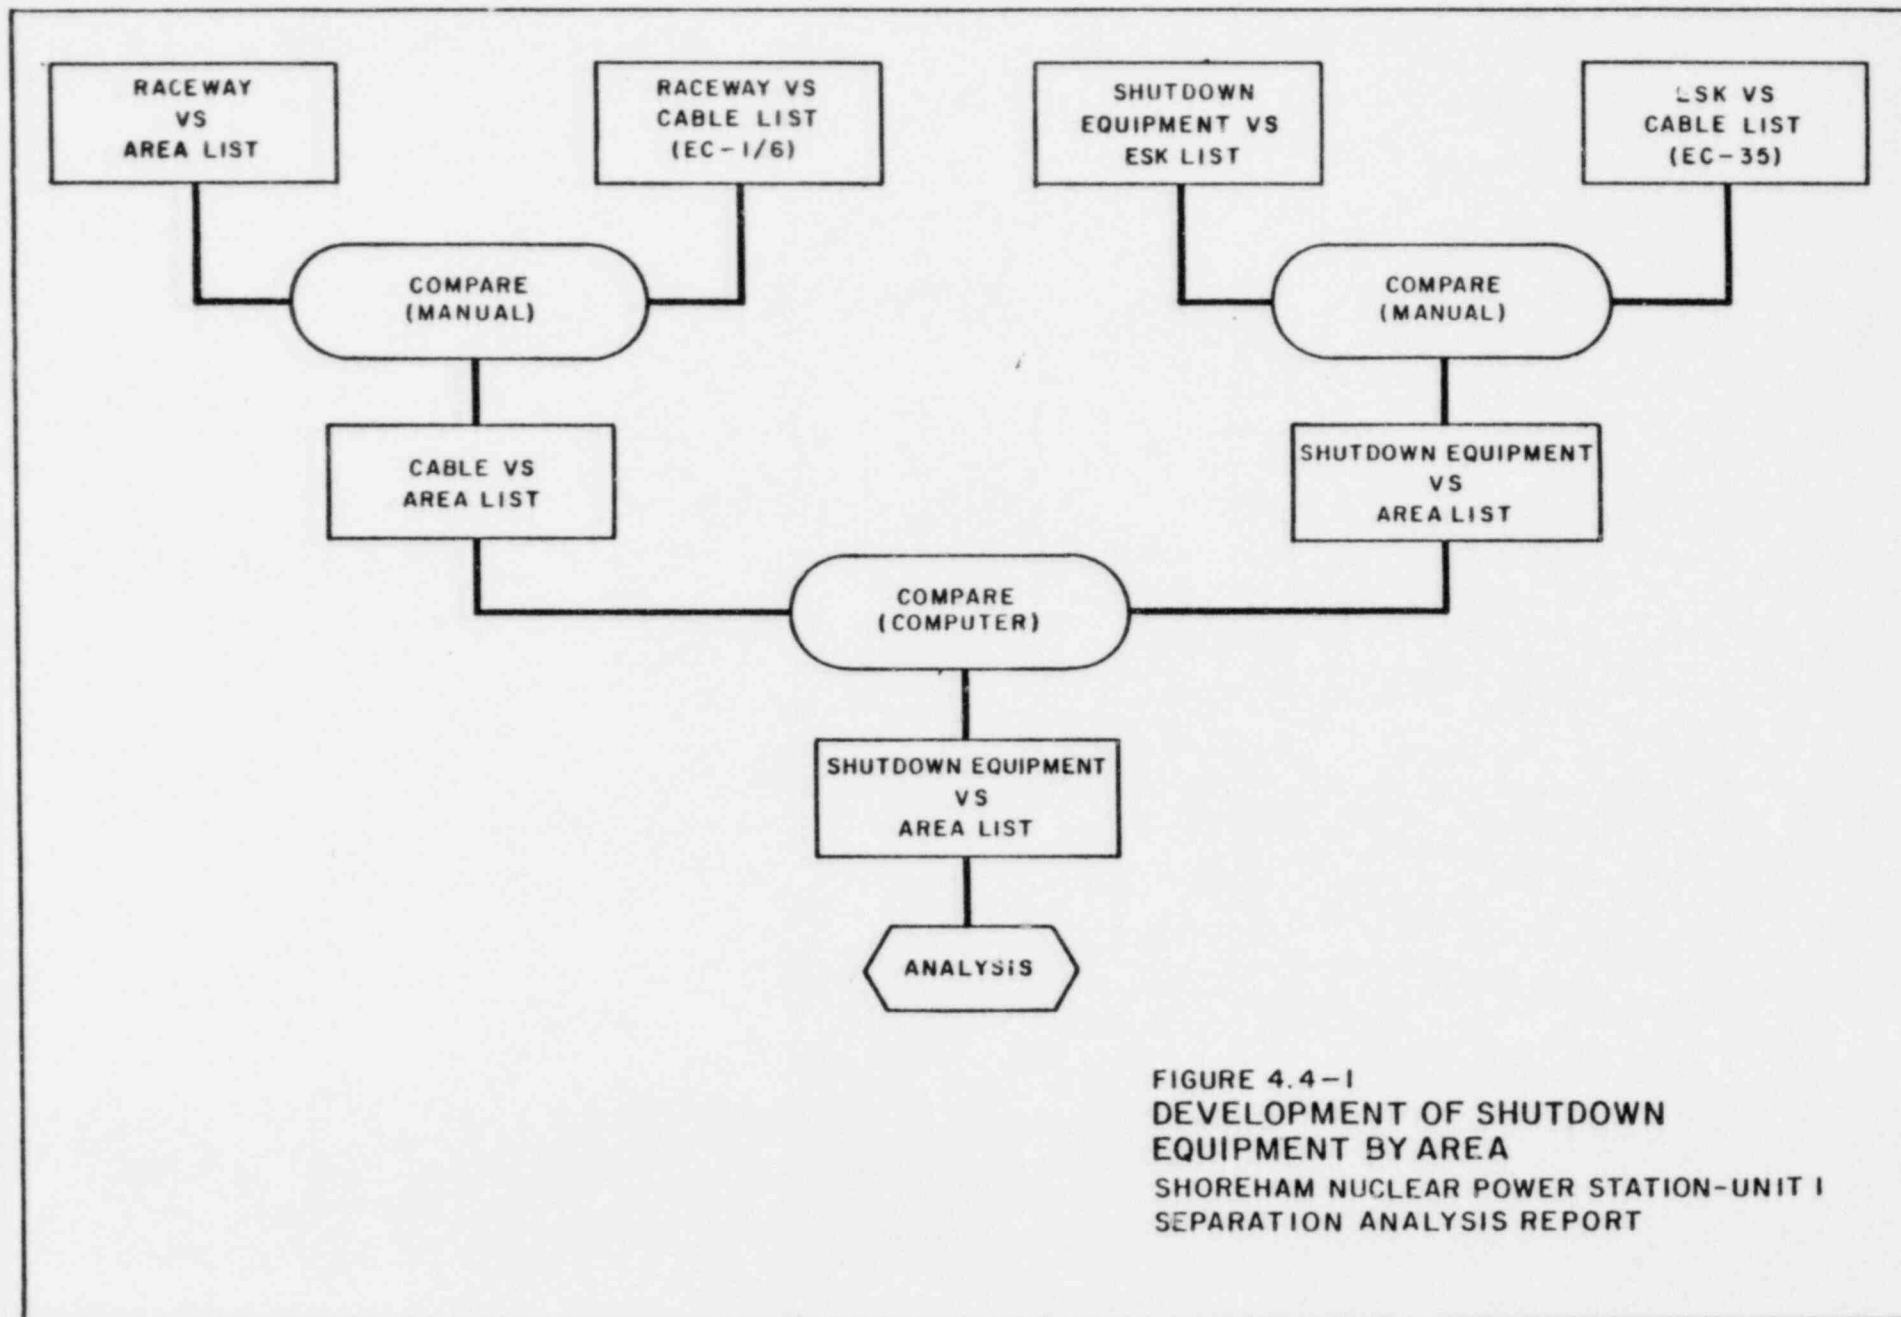 RACEWAY
VS
AREA LIST
RACEWAY VS
CABLE LIST
(EC-1/6)
SHUTDOWN
EQUIPMENT VS
ESK LIST
ESK VS
CABLE LIST
(EC-35)
COMPARE
(MANUAL)
COMPARE
(MANUAL)
CABLE VS
AREA LIST
SHUTDOWN EQUIPMENT
VS
AREA LIST
COMPARE
(COMPUTER)
SHUTDOWN EQUIPMENT
VS
AREA LIST
ANALYSIS
FIGURE 4.4-1
DEVELOPMENT OF SHUTDOWN
EQUIPMENT BY AREA
SHOREHAM NUCLEAR POWER STATION-UNIT 1
SEPARATION ANALYSIS REPORT